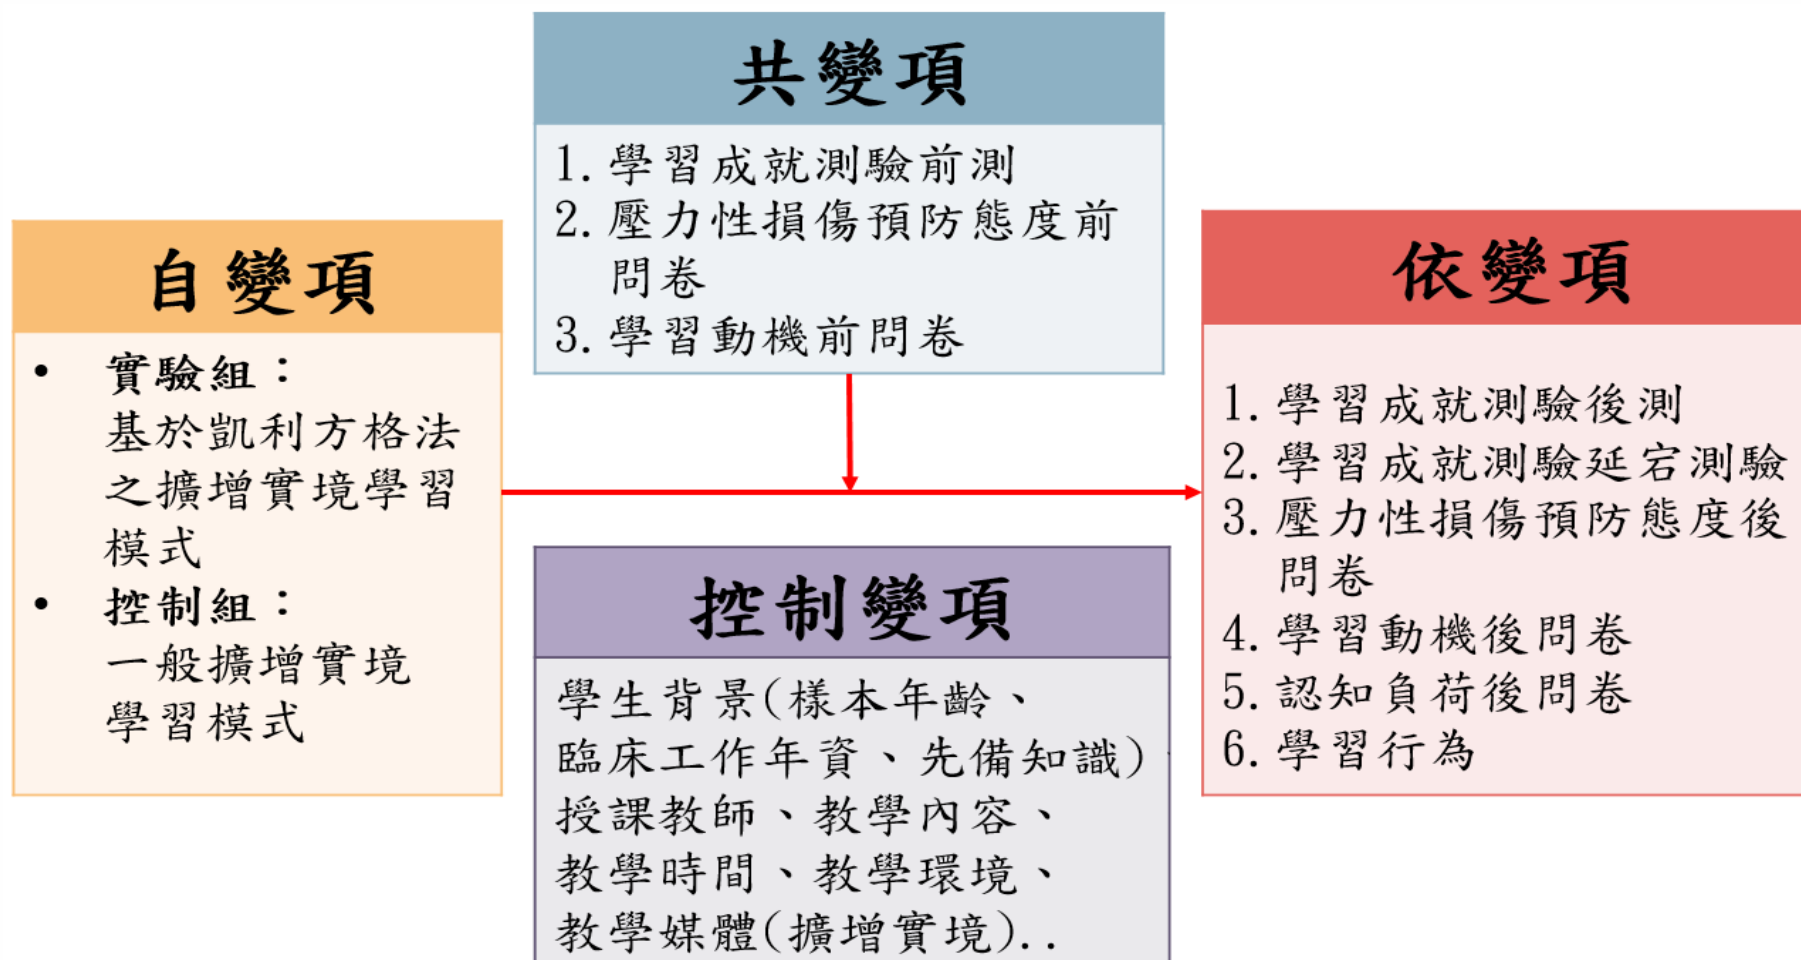 共變項
1. 學習成就測驗前測
2. 壓力性損傷預防態度前
問卷
3. 學習動機前問卷
自變項
• 實驗組：
基於凱利方格法
之擴增實境學習
模式
• 控制組：
一般擴增實境
學習模式
控制變項
學生背景(樣本年齡、
臨床工作年資、先備知識)、
授課教師、教學內容、
教學時間、教學環境、
教學媒體(擴增實境)..
依變項
1. 學習成就測驗後測
2. 學習成就測驗延宕測驗
3. 壓力性損傷預防態度後
問卷
4. 學習動機後問卷
5. 認知負荷後問卷
6. 學習行為